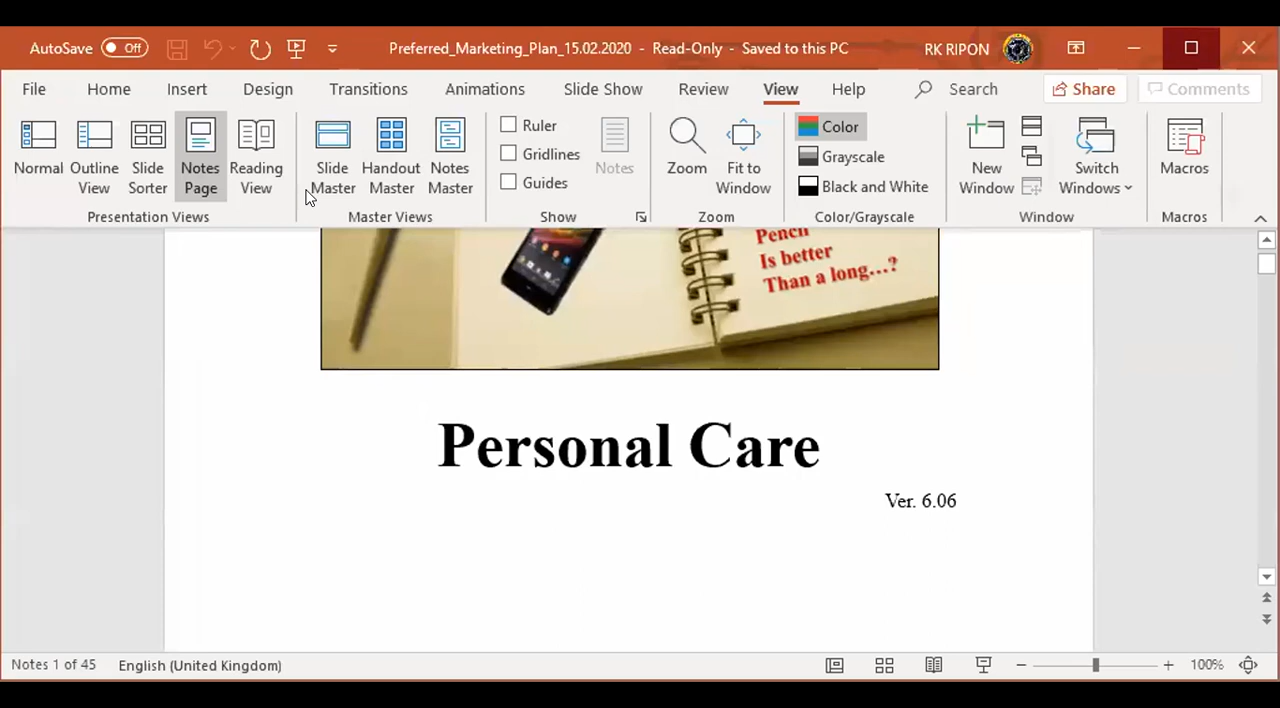 AutoSave Off Preferred_Marketing_Plan_15.02.2020 - Read-Only - Saved to this PC RK RIPON
File Home Insert Design Transitions Animations Slide Show Review View Help Search Share Comments
Normal
Outline View
Slide Sorter
Notes Page
Reading View
Presentation Views
Slide Master
Handout Master
Notes Master
Master Views
Ruler
Gridlines
Guides
Notes
Show
Zoom
Fit to Window
Zoom
Color
Grayscale
Black and White
Color/Grayscale
New Window
Switch Windows
Window
Macros
Macros
Pencil
Is better
Than a long...?
Personal Care
Ver. 6.06
Notes 1 of 45 English (United Kingdom) 100%